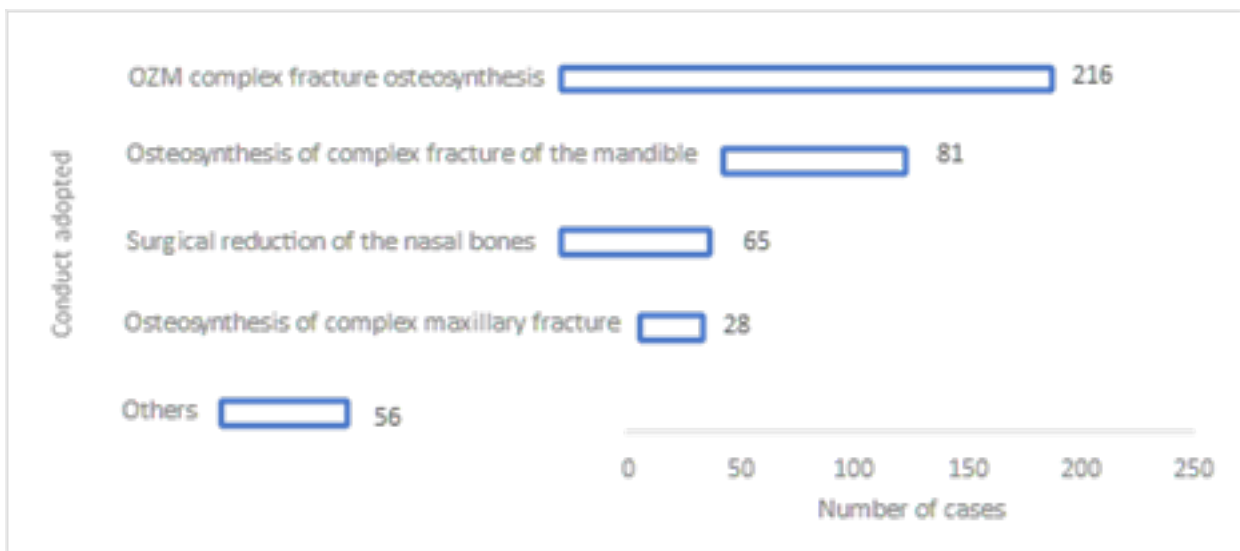 OZM complex fracture osteosynthesis 216
Osteosynthesis of complex fracture of the mandible 81
Surgical reduction of the nasal bones 65
Osteosynthesis of complex maxillary fracture 28
Others 56
Conduct adopted
0 50 100 150 200 250
Number of cases